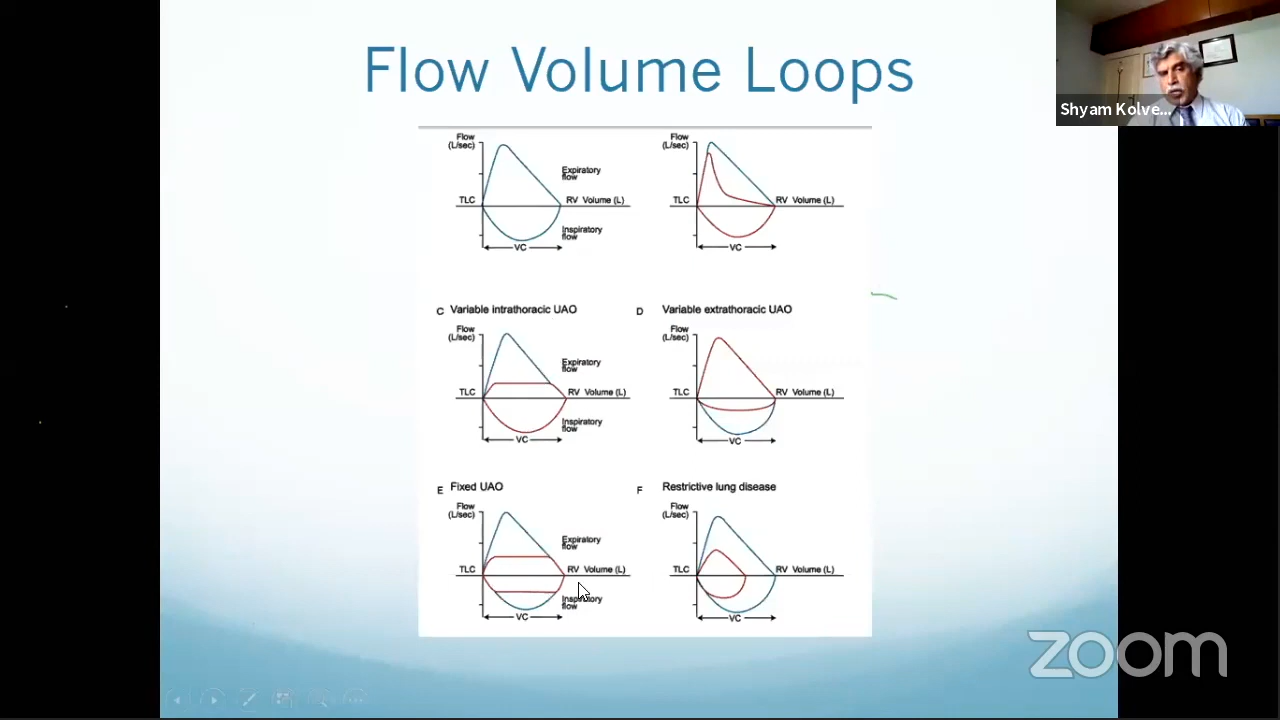 Flow Volume Loops
Shyam Kolve...
Flow
(L/sec)
Expiratory
flow
TLC
RV Volume (L)
Inspiratory
flow
VC
Flow
(L/sec)
TLC
RV Volume (L)
VC
C Variable intrathoracic UAO
Flow
(L/sec)
Expiratory
flow
TLC
RV Volume (L)
Inspiratory
flow
VC
D Variable extrathoracic UAO
Flow
(L/sec)
TLC
RV Volume (L)
VC
E Fixed UAO
Flow
(L/sec)
Expiratory
flow
TLC
RV Volume (L)
Inspiratory
flow
VC
F Restrictive lung disease
Flow
(L/sec)
TLC
RV Volume (L)
VC
zoom